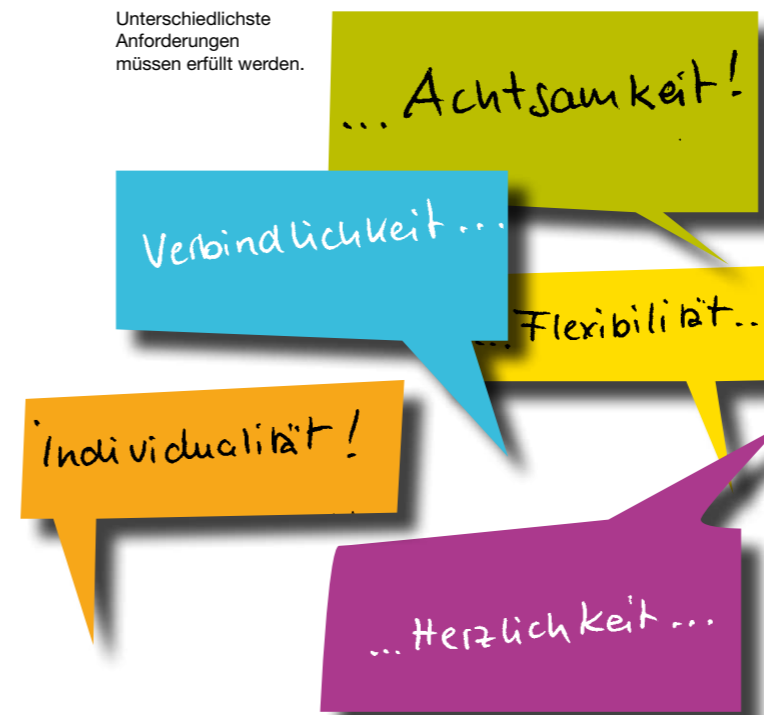 Unterschiedlichste
Anforderungen
müssen erfüllt werden.
... Achtsamkeit!
Verbindlichkeit...
... Flexibilität..
Individualität!
... Herzlichkeit...